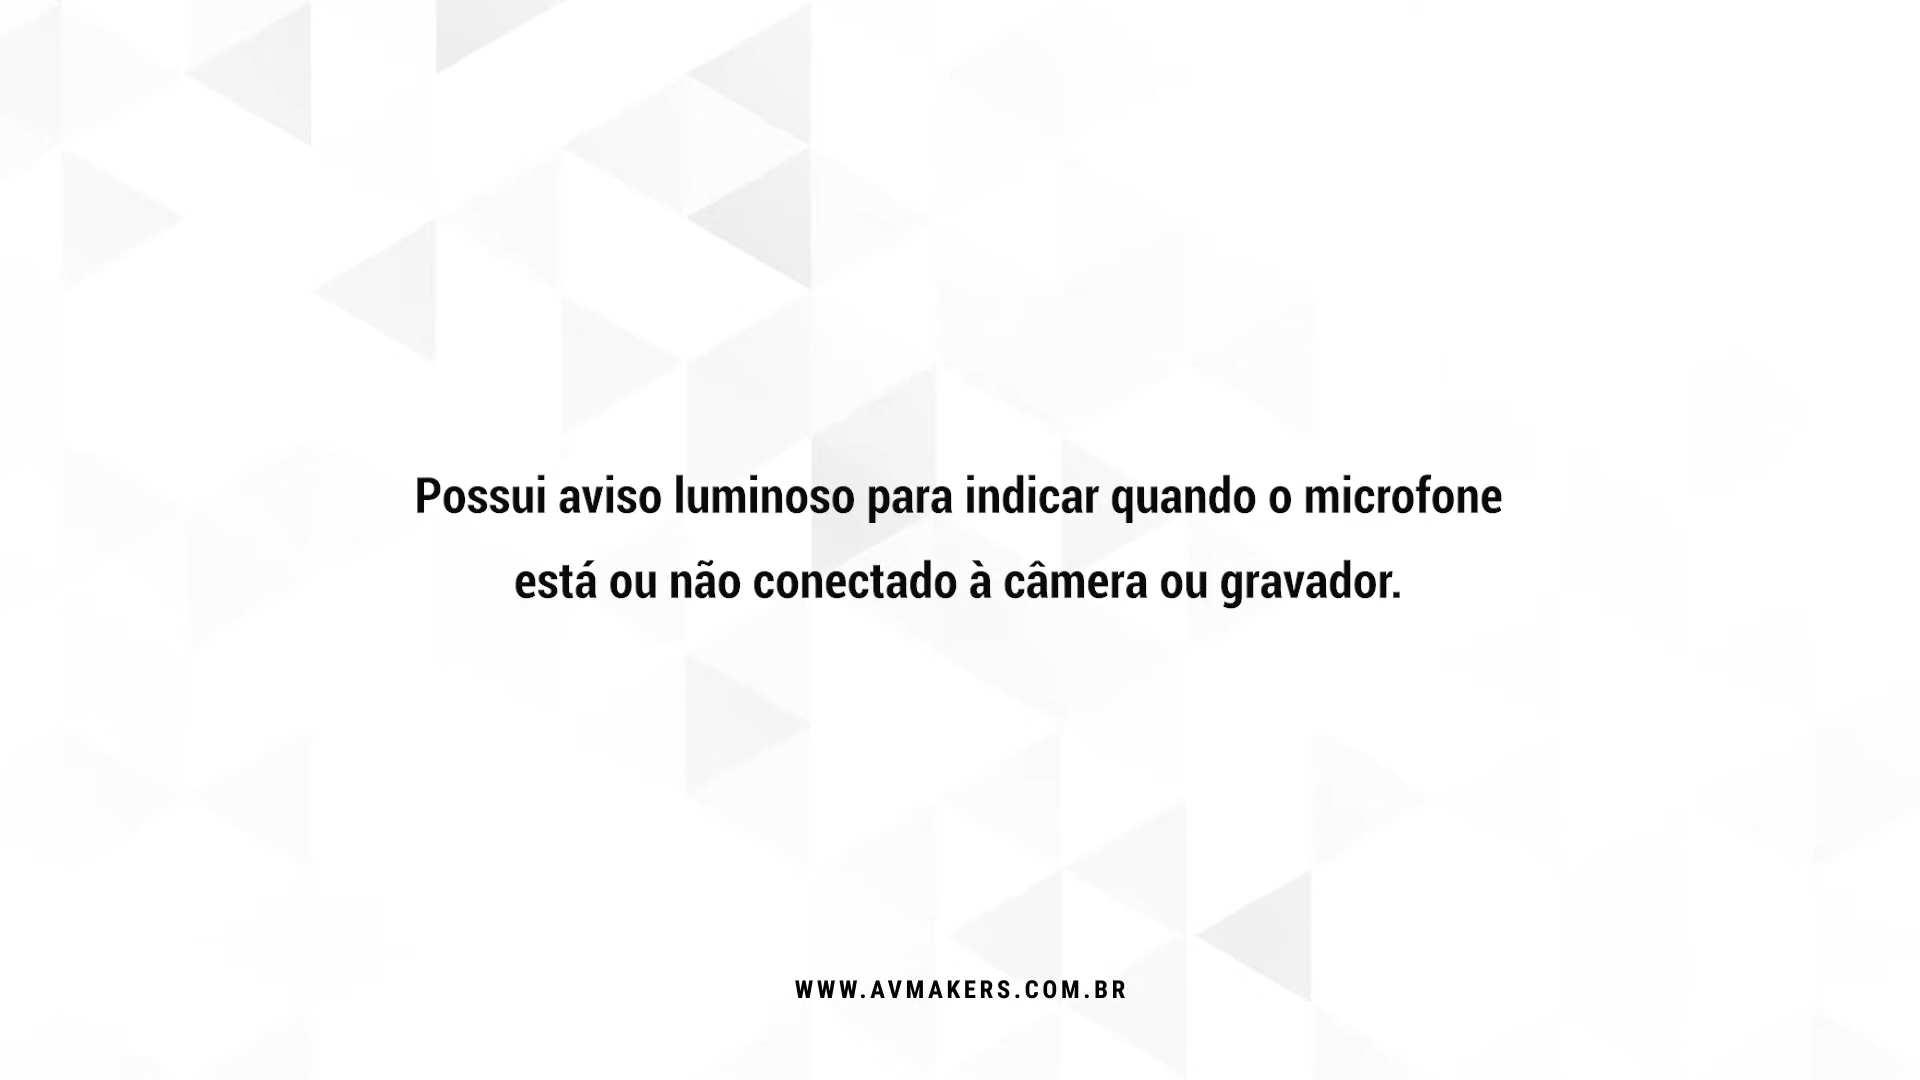 Possui aviso luminoso para indicar quando o microfone
está ou não conectado à câmera ou gravador.
WWW.AVMAKERS.COM.BR